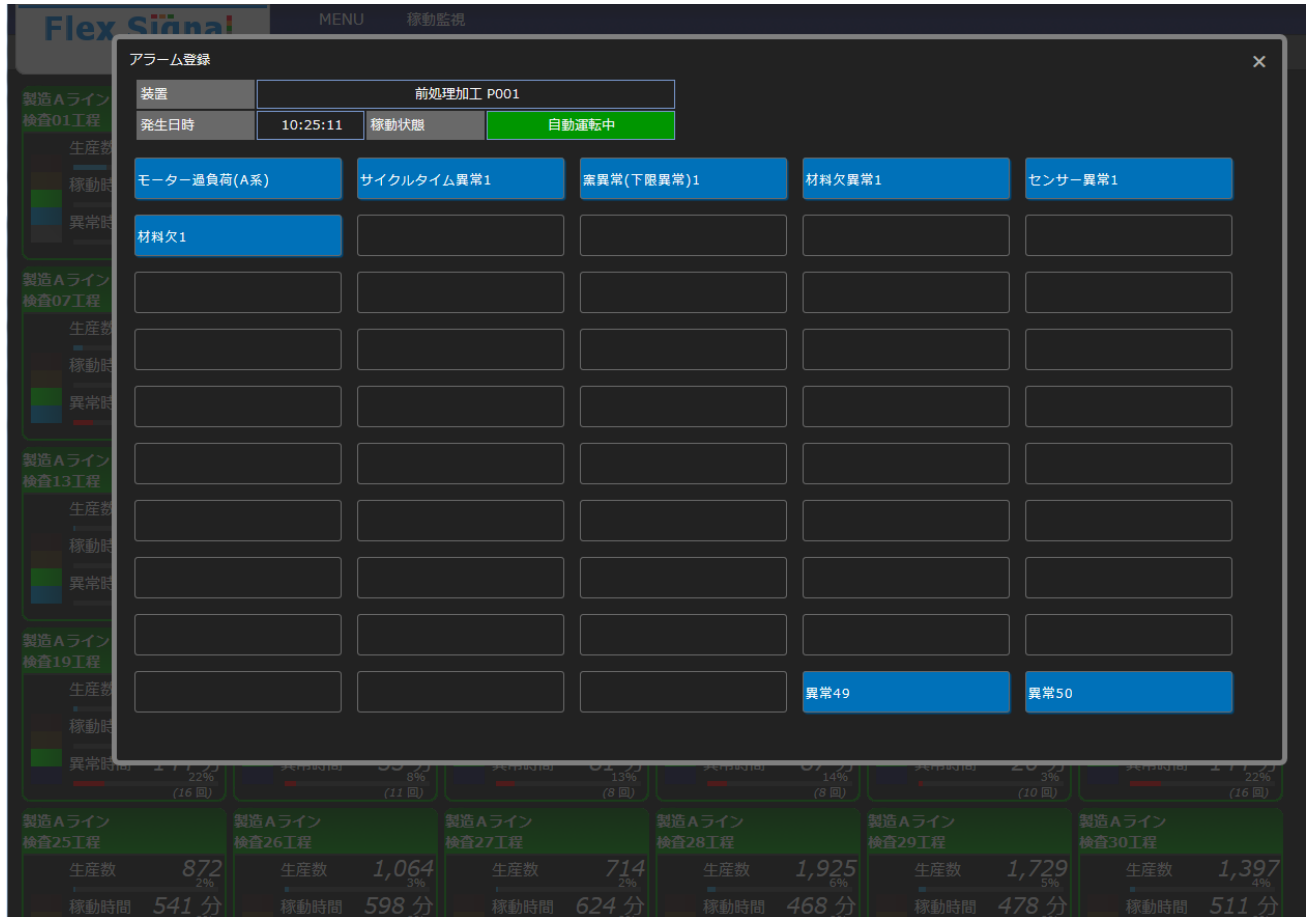 Flex Signal
MENU 稼動監視
アラーム登録 ×
装置 前処理加工 P001
発生日時 10:25:11 稼動状態 自動運転中
モーター過負荷(A系) サイクルタイム異常1 窯異常(下限異常)1 材料欠異常1 センサー異常1
材料欠1
異常49 異常50
製造Aライン
検査01工程
生産数
稼動時
異常時
製造Aライン
検査07工程
生産数
稼動時
異常時
製造Aライン
検査13工程
生産数
稼動時
異常時
製造Aライン
検査19工程
生産数
稼動時
異常時間
22% 8% 13% 14% 3% 22%
(16 回) (11 回) (8 回) (8 回) (10 回) (16 回)
製造Aライン 製造Aライン 製造Aライン 製造Aライン 製造Aライン 製造Aライン
検査25工程 検査26工程 検査27工程 検査28工程 検査29工程 検査30工程
生産数 872 生産数 1,064 生産数 714 生産数 1,925 生産数 1,729 生産数 1,397
2% 3% 2% 6% 5% 4%
稼動時間 541 分 稼動時間 598 分 稼動時間 624 分 稼動時間 468 分 稼動時間 478 分 稼動時間 511 分